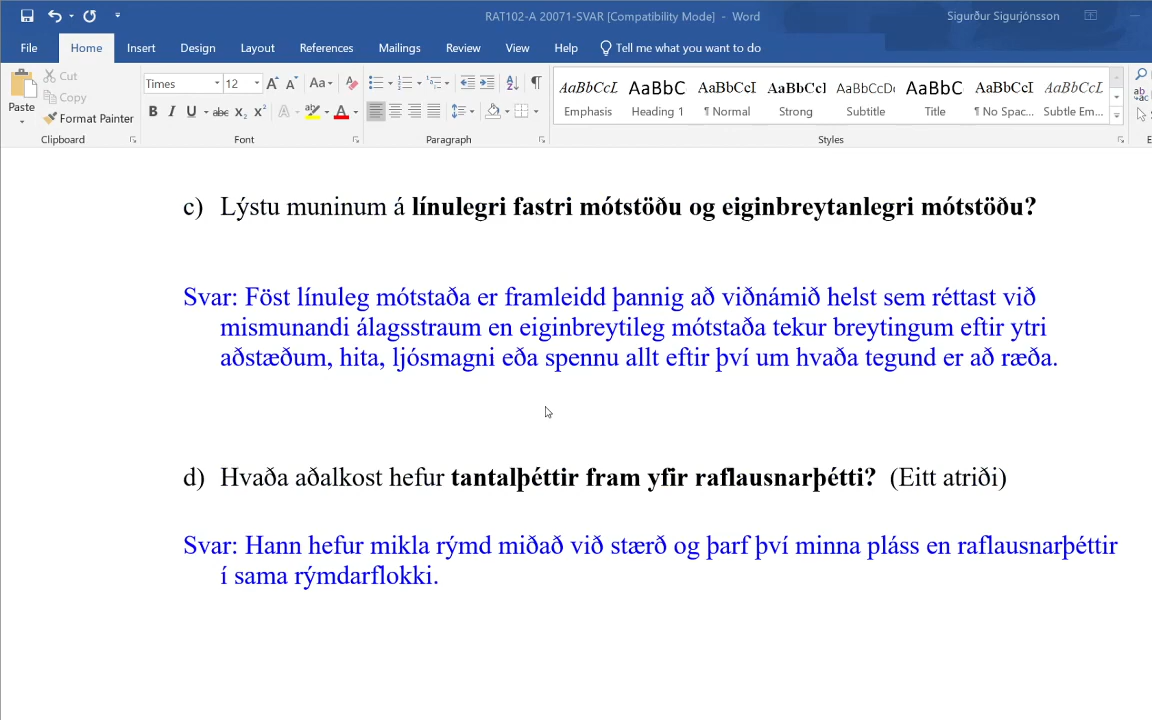 RAT102-A 20071-SVAR [Compatibility Mode] - Word
Sigurður Sigurjónsson
File Home Insert Design Layout References Mailings Review View Help Tell me what you want to do
Paste
Cut
Copy
Format Painter
Times 12
AaBbCcL AaBbC AaBbCcI AaBbCcI AaBbCcDc AaBbC AaBbCcI AaBbCcL
Emphasis Heading 1 ¶ Normal Strong Subtitle Title ¶ No Spac... Subtle Em...
Clipboard Font Paragraph Styles
c) Lýstu muninum á línulegri fastri mótstöðu og eiginbreytanlegri mótstöðu?
Svar: Föst línuleg mótstaða er framleidd þannig að viðnámið helst sem réttast við
mismunandi álagsstraum en eiginbreytileg mótstaða tekur breytingum eftir ytri
aðstæðum, hita, ljósmagni eða spennu allt eftir því um hvaða tegund er að ræða.
d) Hvaða aðalkost hefur tantalþéttir fram yfir raflausnarþétti? (Eitt atriði)
Svar: Hann hefur mikla rýmd miðað við stærð og þarf því minna pláss en raflausnarþéttir
í sama rýmdarflokki.